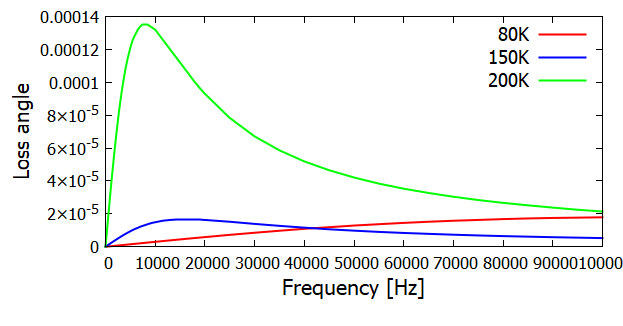 0.00014
0.00012
0.0001
8×10⁻⁵
6×10⁻⁵
4×10⁻⁵
2×10⁻⁵
0
Loss angle
80K
150K
200K
0 10000 20000 30000 40000 50000 60000 70000 80000 9000010000
Frequency [Hz]